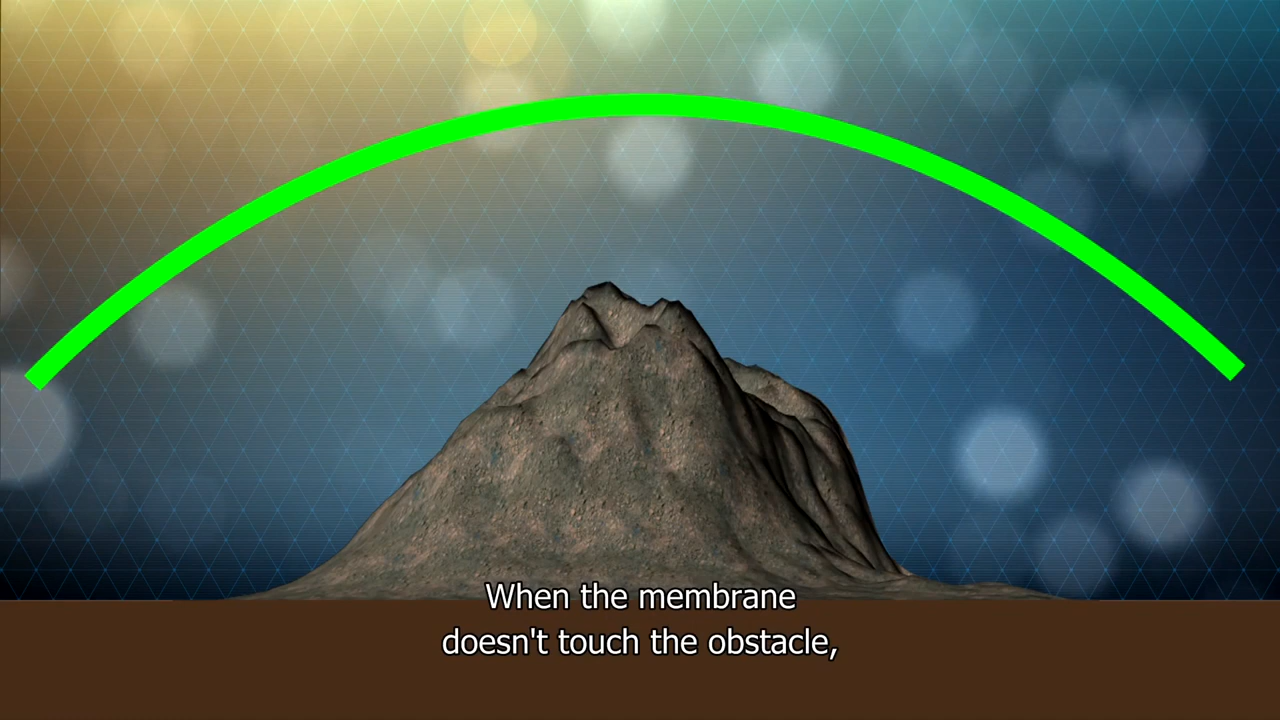 When the membrane
doesn't touch the obstacle,